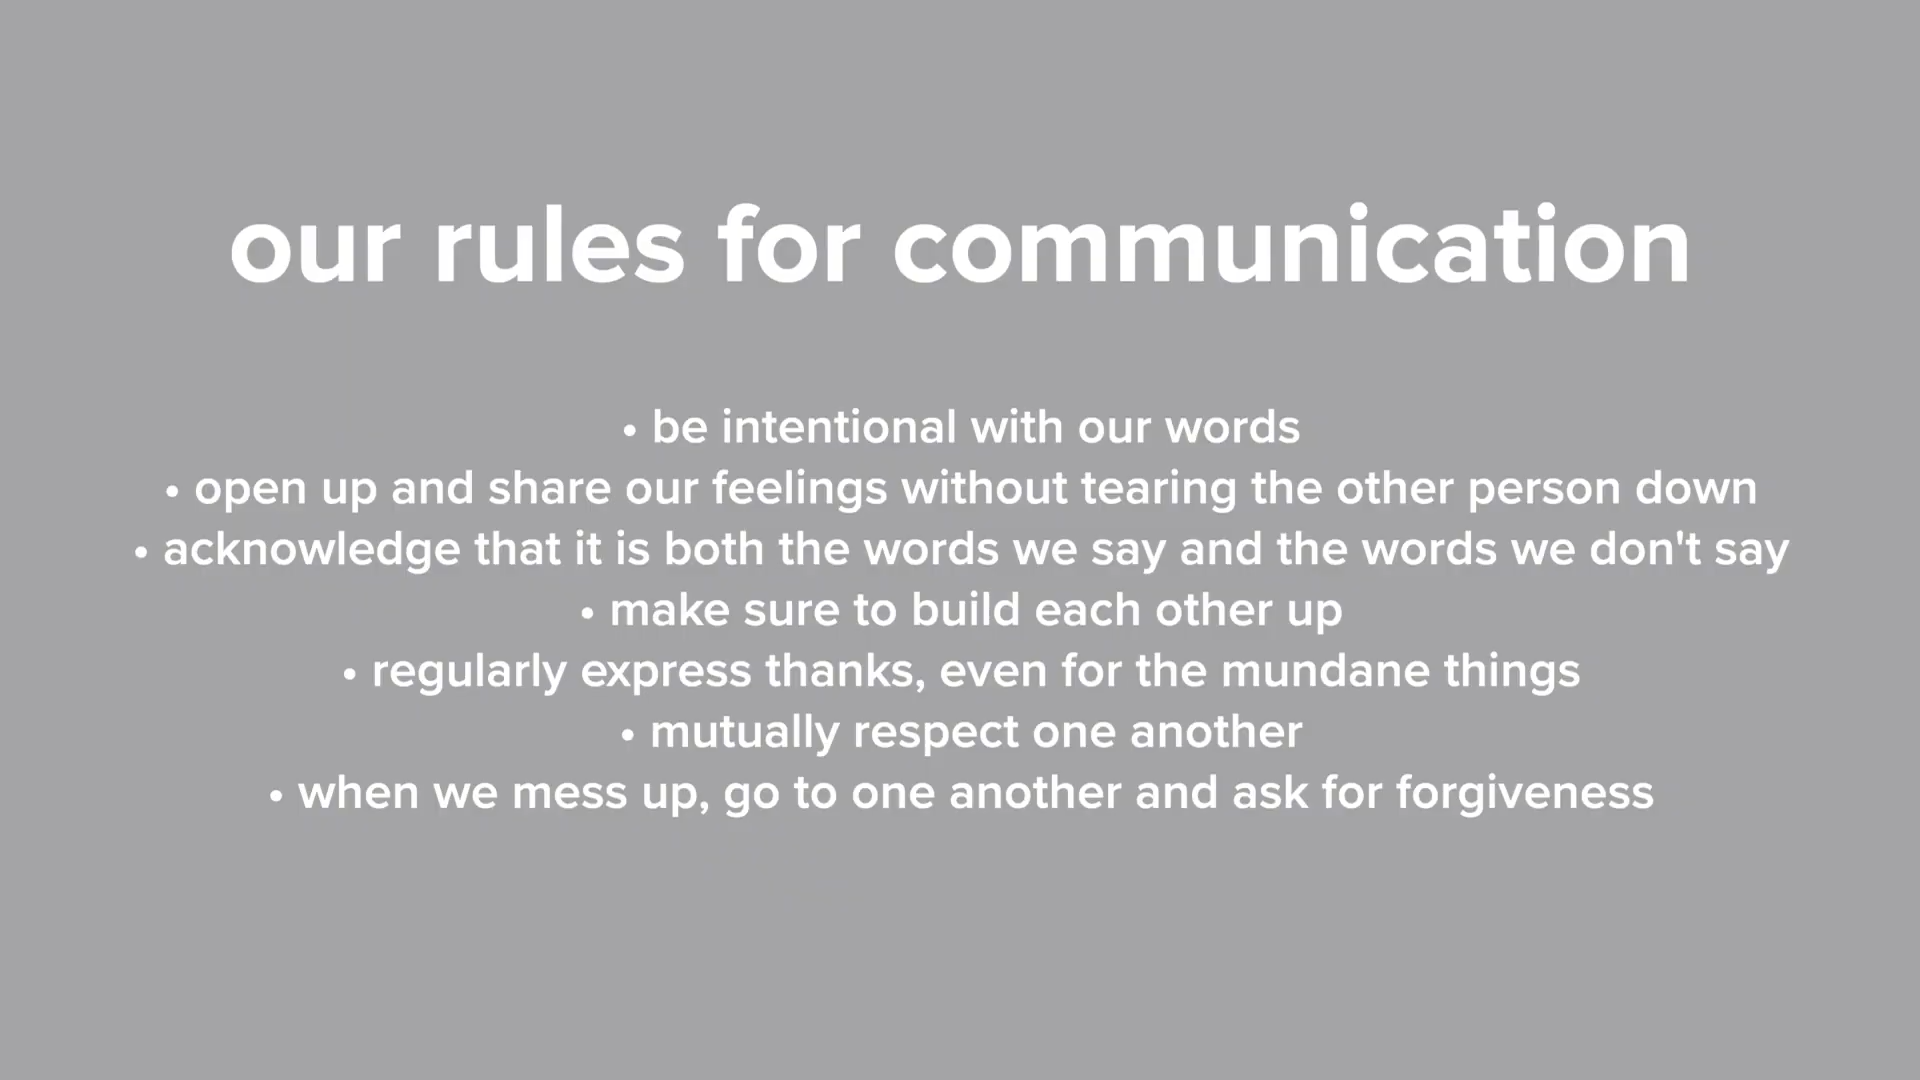 our rules for communication
• be intentional with our words
• open up and share our feelings without tearing the other person down
• acknowledge that it is both the words we say and the words we don't say
• make sure to build each other up
• regularly express thanks, even for the mundane things
• mutually respect one another
• when we mess up, go to one another and ask for forgiveness